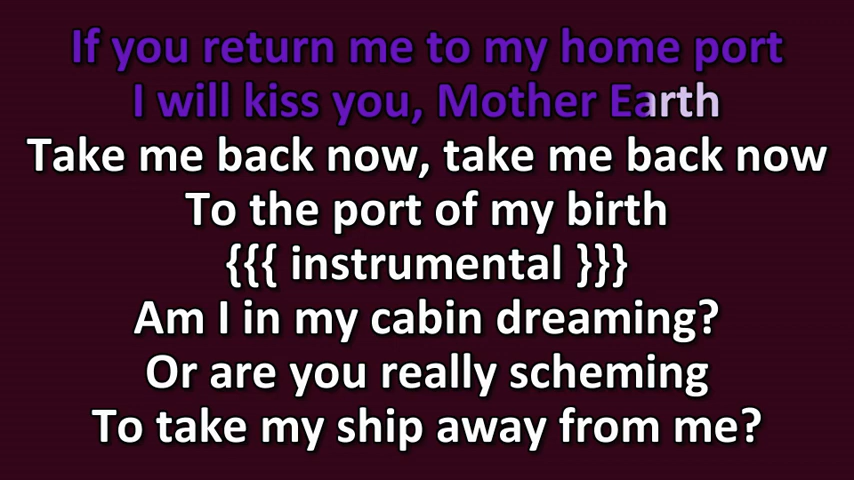 If you return me to my home port
I will kiss you, Mother Earth
Take me back now, take me back now
To the port of my birth
{{{ instrumental }}}
Am I in my cabin dreaming?
Or are you really scheming
To take my ship away from me?